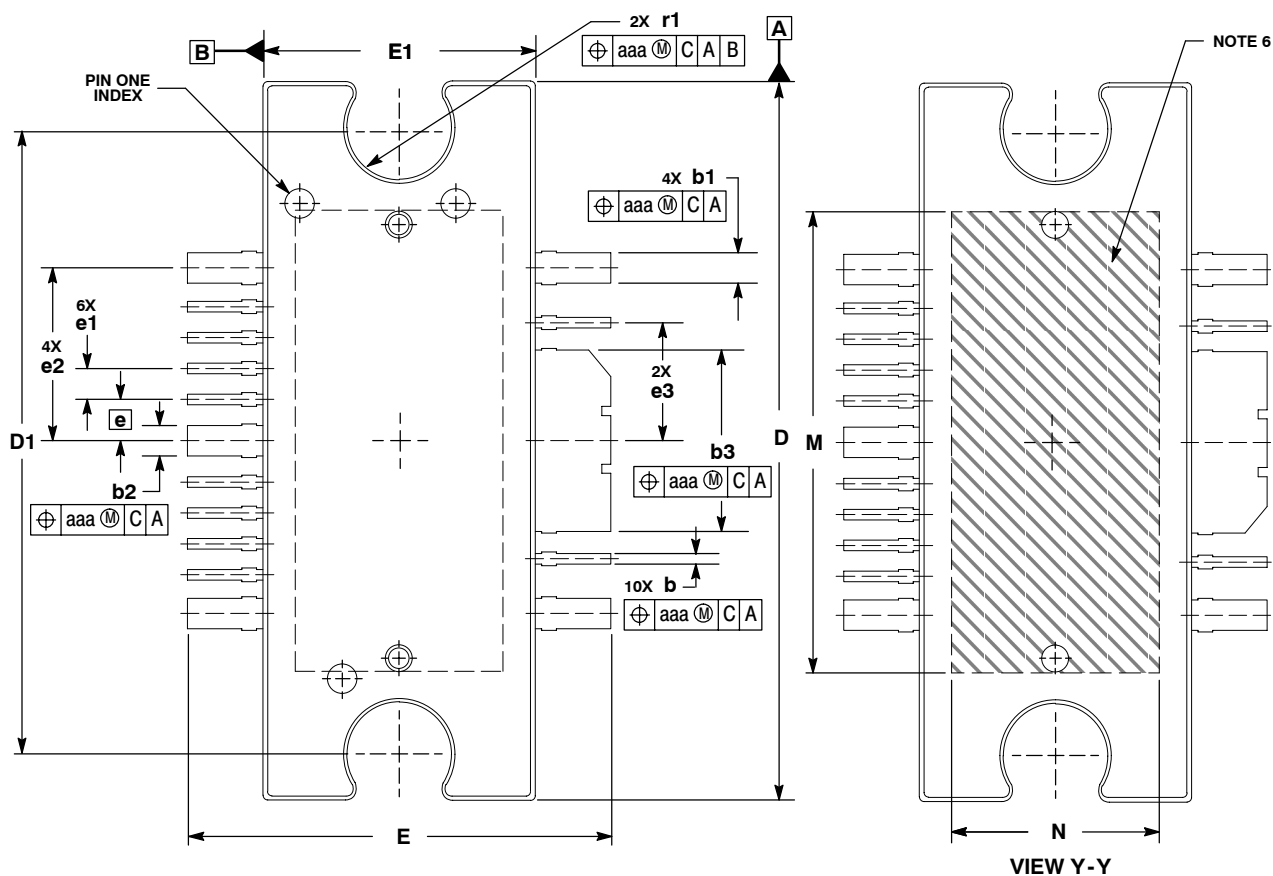 2X r1
⌖ aaa Ⓜ C A B
B
E1
A
NOTE 6
PIN ONE
INDEX
4X b1
⌖ aaa Ⓜ C A
6X
e1
4X
e2
2X
e3
e
D1
D
M
b3
⌖ aaa Ⓜ C A
b2
⌖ aaa Ⓜ C A
10X b
⌖ aaa Ⓜ C A
E
N
VIEW Y-Y